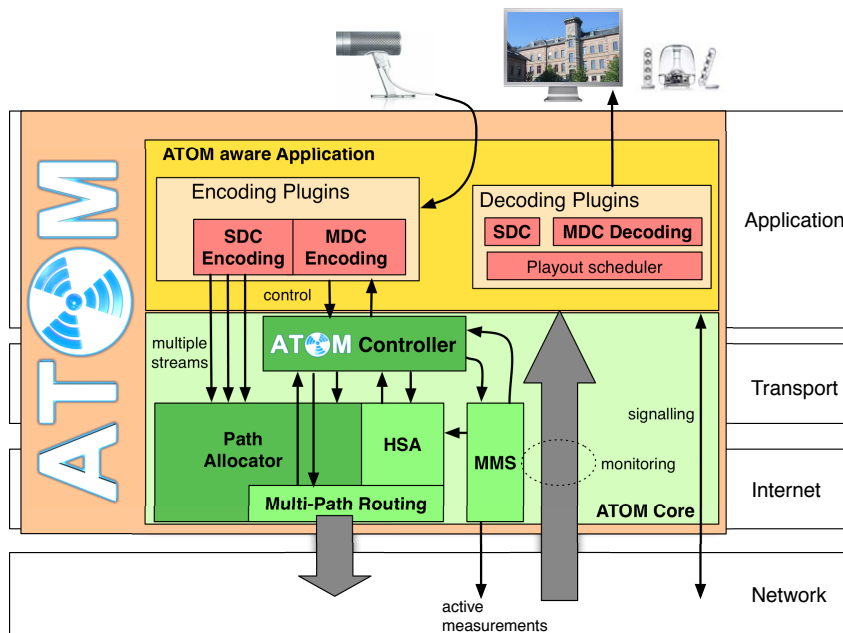 ATOM
ATOM aware Application
Encoding Plugins
SDC
Encoding
MDC
Encoding
Decoding Plugins
SDC
MDC Decoding
Playout scheduler
Application
control
multiple
streams
ATOM Controller
Transport
signalling
Path
Allocator
HSA
MMS
monitoring
Multi-Path Routing
ATOM Core
Internet
active
measurements
Network